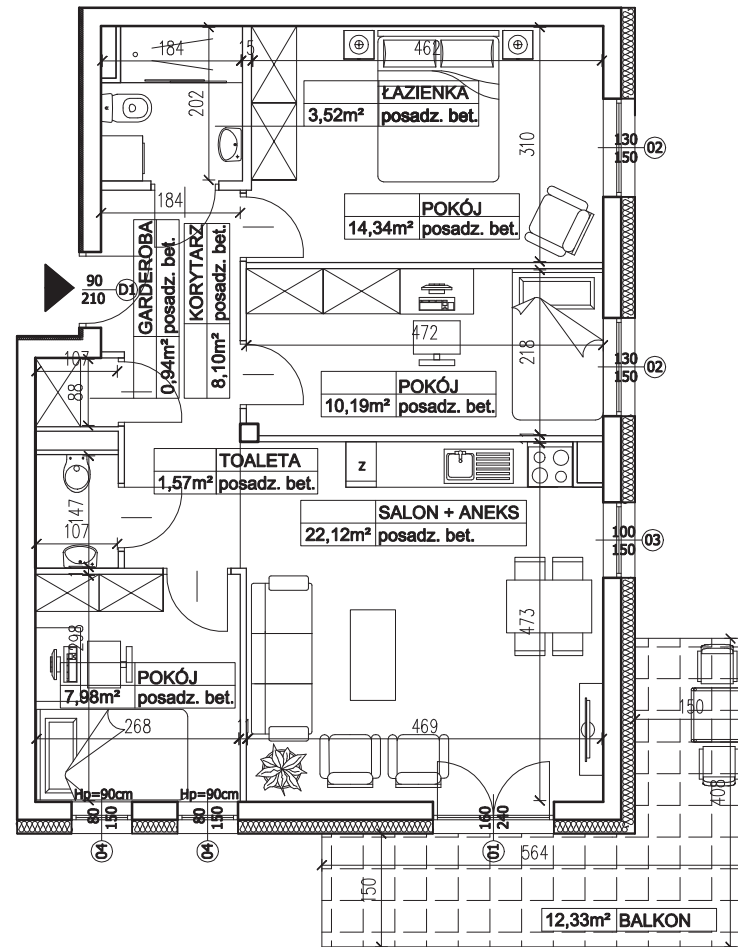 184
15
462
202
ŁAZIENKA
3,52m² posadz. bet.
310
130
150
02
184
POKÓJ
14,34m² posadz. bet.
GARDEROBA
0,94m² posadz. bet.
KORYTARZ
8,10m² posadz. bet.
90
210
D1
472
218
130
150
02
107
88
POKÓJ
10,19m² posadz. bet.
11
TOALETA
1,57m² posadz. bet.
z
147
107
SALON + ANEKS
22,12m² posadz. bet.
100
150
03
473
298
POKÓJ
7,98m² posadz. bet.
268
11
469
150
408
Hp=90cm
80
150
04
Hp=90cm
80
150
04
160
240
01
564
150
12,33m² BALKON